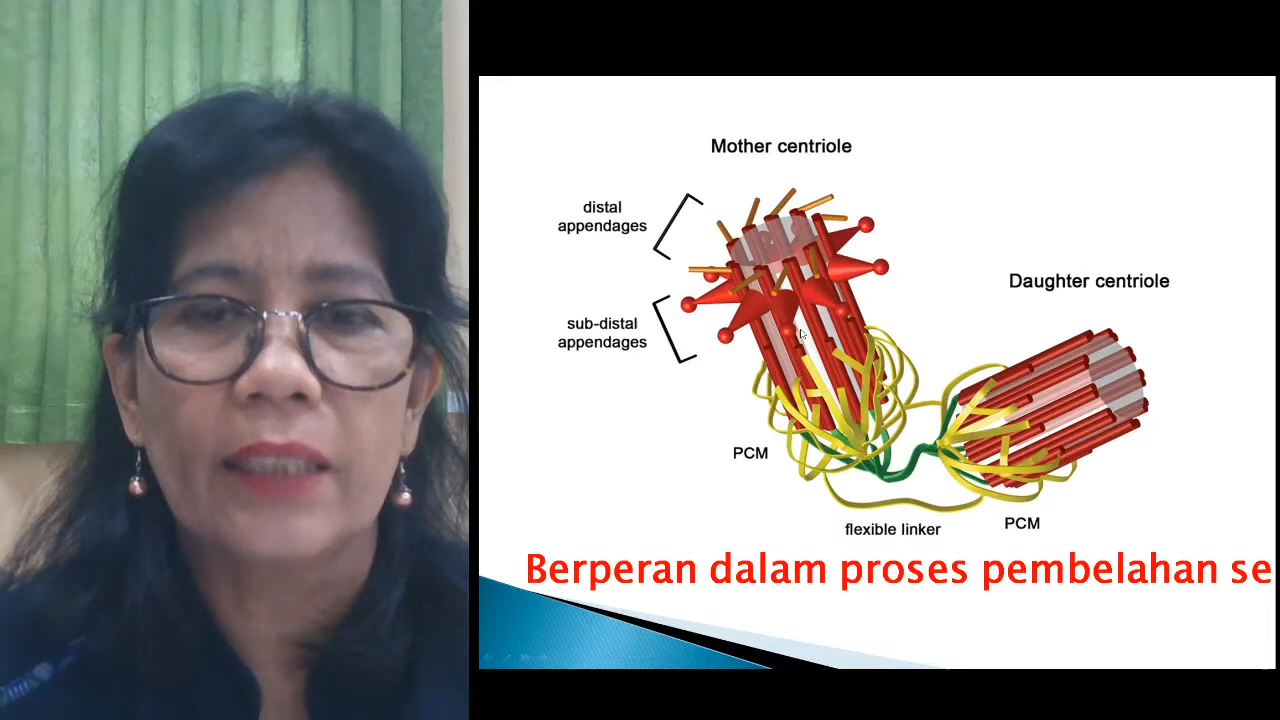 Mother centriole
distal
appendages
Daughter centriole
sub-distal
appendages
PCM
flexible linker
PCM
Berperan dalam proses pembelahan se